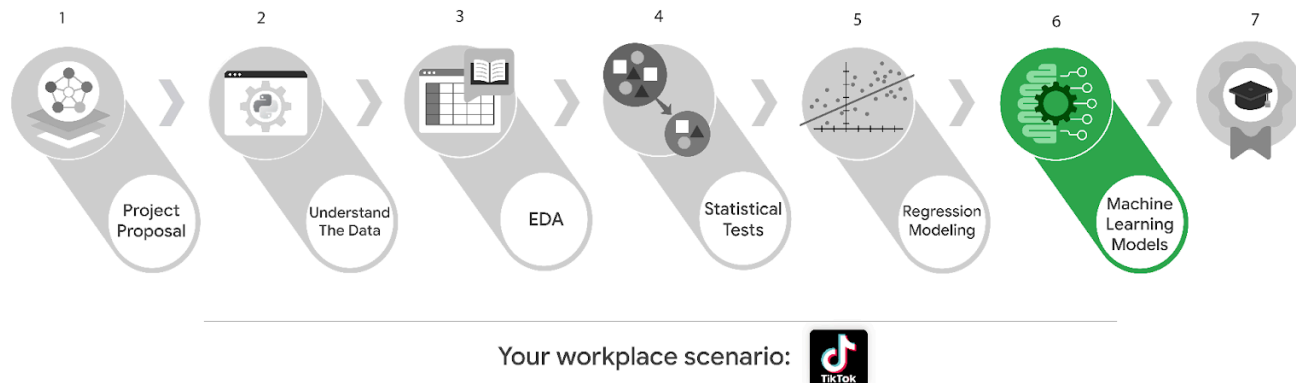 1
2
3
4
5
6
7
Project
Proposal
Understand
The Data
EDA
Statistical
Tests
Regression
Modeling
Machine
Learning
Models
Your workplace scenario:
TikTok